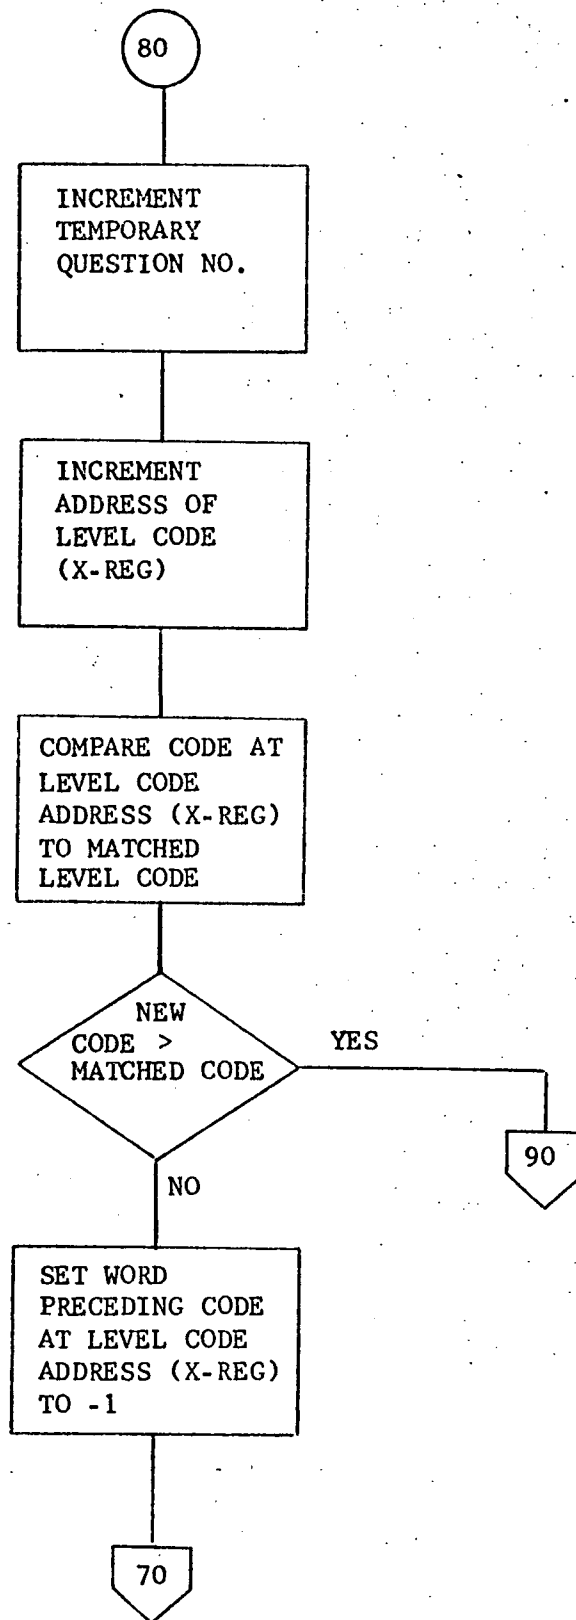 80
INCREMENT
TEMPORARY
QUESTION NO.
INCREMENT
ADDRESS OF
LEVEL CODE
(X-REG)
COMPARE CODE AT
LEVEL CODE
ADDRESS (X-REG)
TO MATCHED
LEVEL CODE
NEW
CODE >
MATCHED CODE
YES
90
NO
SET WORD
PRECEDING CODE
AT LEVEL CODE
ADDRESS (X-REG)
TO -1
70